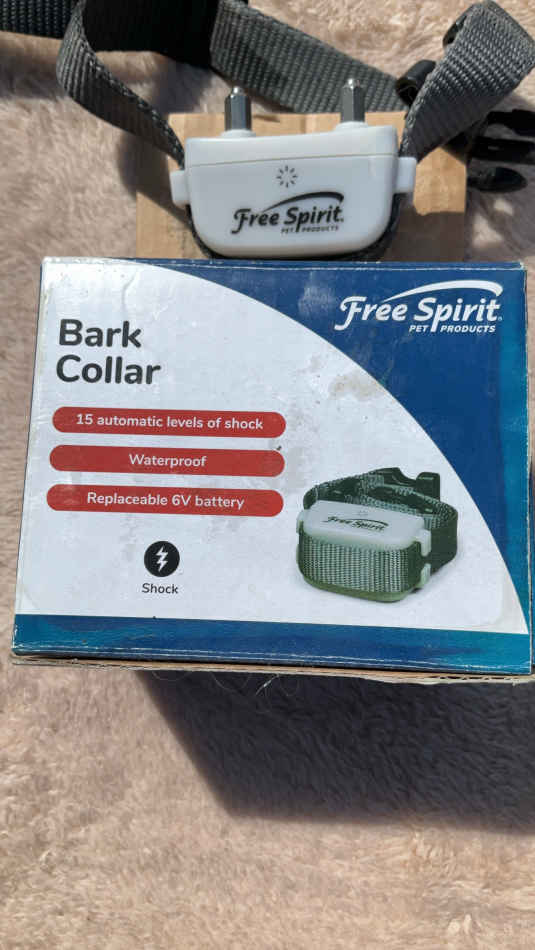 Free Spirit®
PET PRODUCTS
Free Spirit®
PET PRODUCTS
Bark
Collar
15 automatic levels of shock
Waterproof
Replaceable 6V battery
Free Spirit
Shock